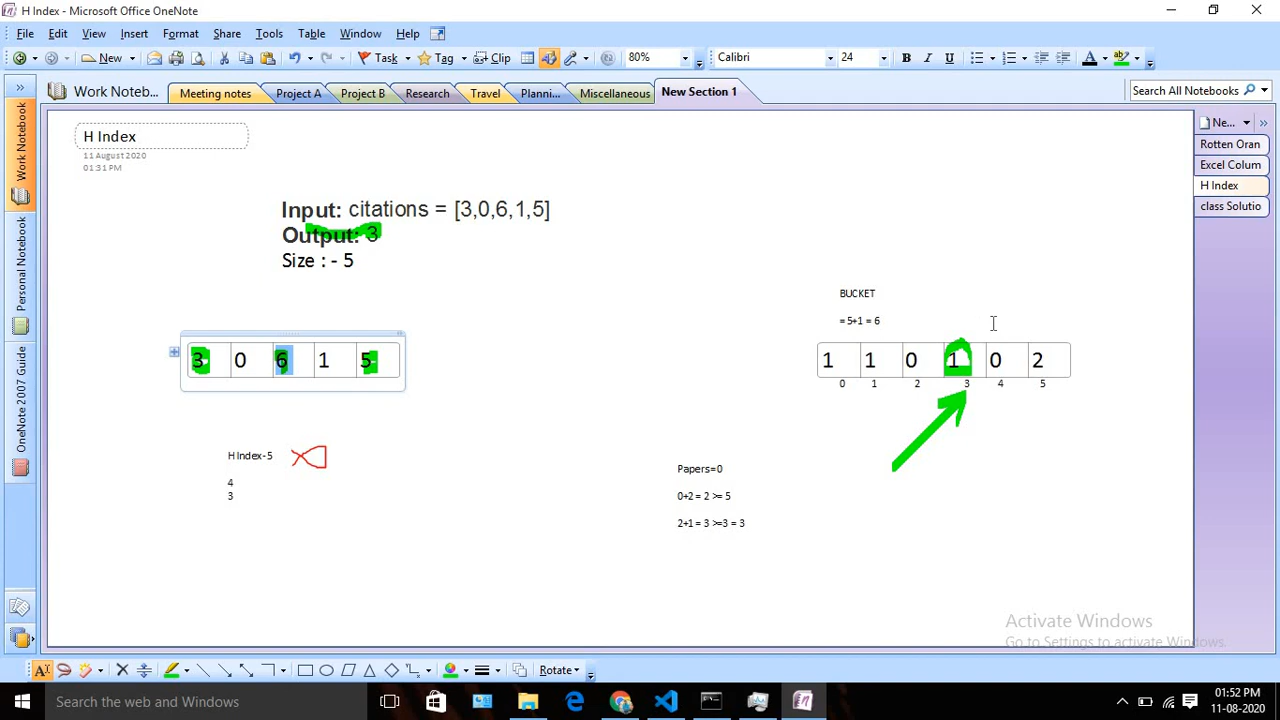 H Index - Microsoft Office OneNote
File Edit View Insert Format Share Tools Table Window Help
New Task Tag Clip 80% Calibri 24 B I U A ab
Work Noteb... Meeting notes Project A Project B Research Travel Planni... Miscellaneous New Section 1 Search All Notebooks
Work Notebook
Personal Notebook
OneNote 2007 Guide
Ne...
Rotten Oran
Excel Colum
H Index
class Solutio
H Index
11 August 2020
01:31 PM
Input: citations = [3,0,6,1,5]
Output: 3
Size : - 5
BUCKET
= 5+1 = 6
3 0 6 1 5
1 1 0 1 0 2
0 1 2 3 4 5
H Index-5
4
3
Papers=0
0+2 = 2 >= 5
2+1 = 3 >=3 = 3
Activate Windows
Go to Settings to activate Windows.
A Rotate
Search the web and Windows
01:52 PM
11-08-2020